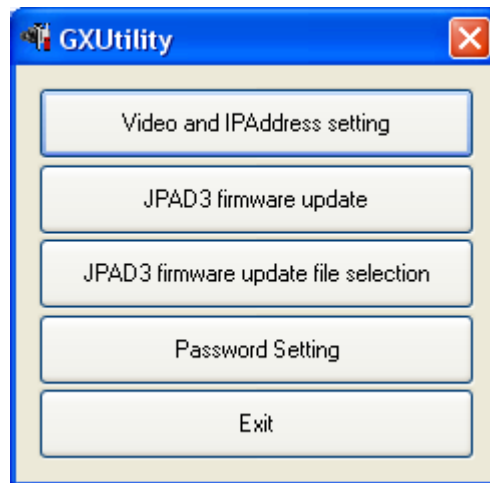 GXUtility
Video and IPAddress setting
JPAD3 firmware update
JPAD3 firmware update file selection
Password Setting
Exit